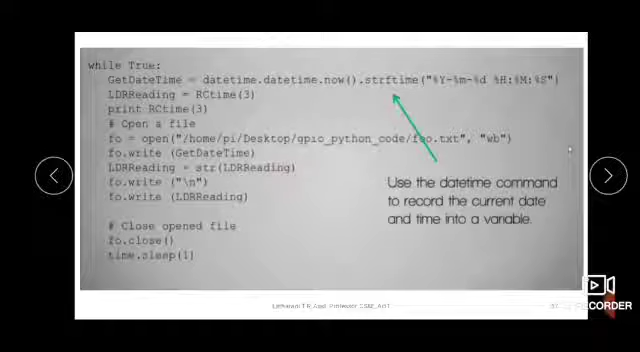 while True:
GetDateTime = datetime.datetime.now().strftime("%Y-%m-%d %H:%M:%S")
LDRReading = RCtime(3)
print RCtime(3)
# Open a file
fo = open("/home/pi/Desktop/gpio_python_code/foo.txt", "wb")
fo.write (GetDateTime)
LDRReading = str(LDRReading)
fo.write ("\n")
fo.write (LDRReading)
# Close opened file
fo.close()
time.sleep(1)
Use the datetime command
to record the current date
and time into a variable.
Professor
37
RECORDER